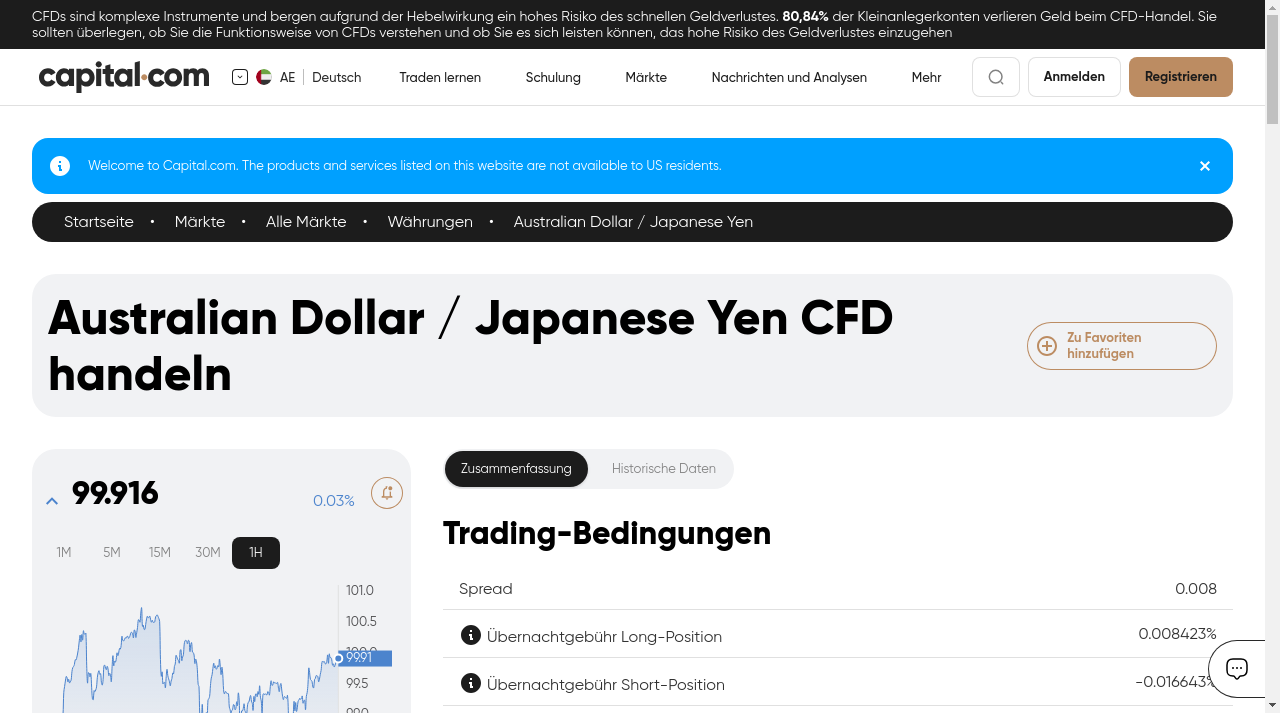 CFDs sind komplexe Instrumente und bergen aufgrund der Hebelwirkung ein hohes Risiko des schnellen Geldverlustes. 80,84% der Kleinanlegerkonten verlieren Geld beim CFD-Handel. Sie
sollten überlegen, ob Sie die Funktionsweise von CFDs verstehen und ob Sie es sich leisten können, das hohe Risiko des Geldverlustes einzugehen
capital.com AE Deutsch Traden lernen Schulung Märkte Nachrichten und Analysen Mehr Anmelden Registrieren
Welcome to Capital.com. The products and services listed on this website are not available to US residents.
Startseite • Märkte • Alle Märkte • Währungen • Australian Dollar / Japanese Yen
Australian Dollar / Japanese Yen CFD
handeln
Zu Favoriten
hinzufügen
99.916 0.03%
1M 5M 15M 30M 1H
101.0
100.5
99.91
99.5
Zusammenfassung Historische Daten
Trading-Bedingungen
Spread 0.008
Übernachtgebühr Long-Position 0.008423%
Übernachtgebühr Short-Position -0.016643%